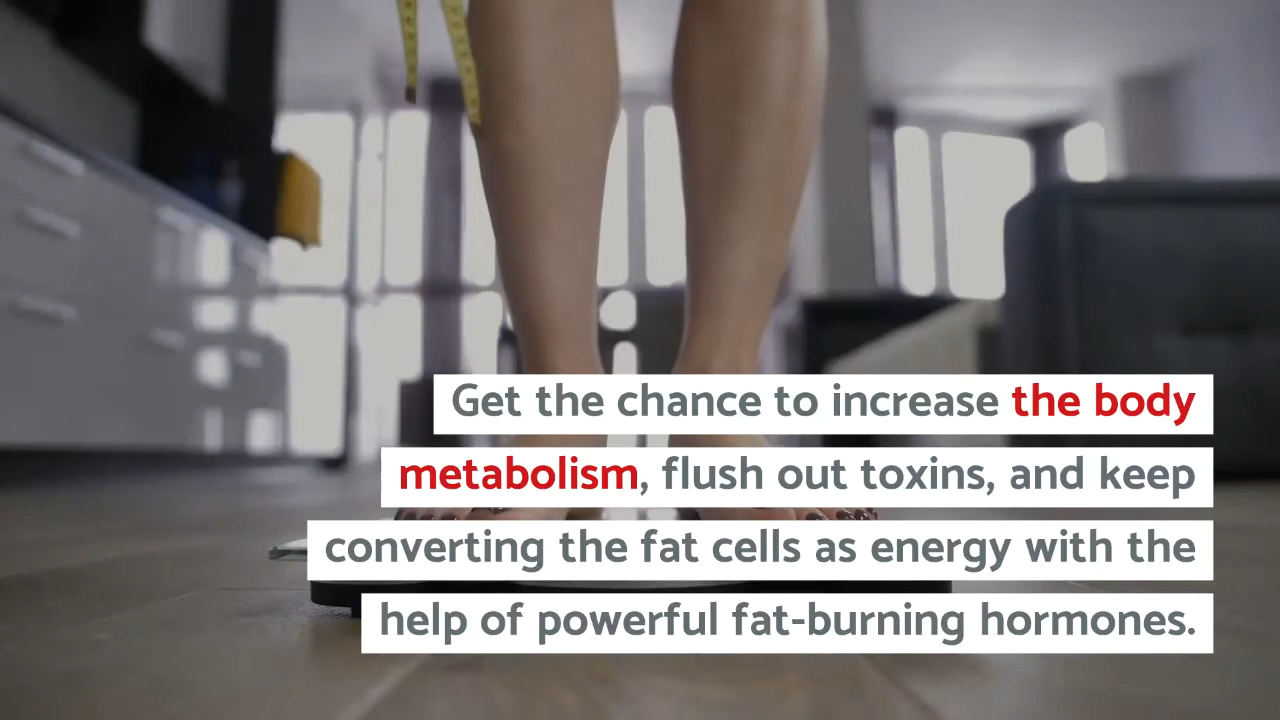 Get the chance to increase the body
metabolism, flush out toxins, and keep
converting the fat cells as energy with the
help of powerful fat-burning hormones.